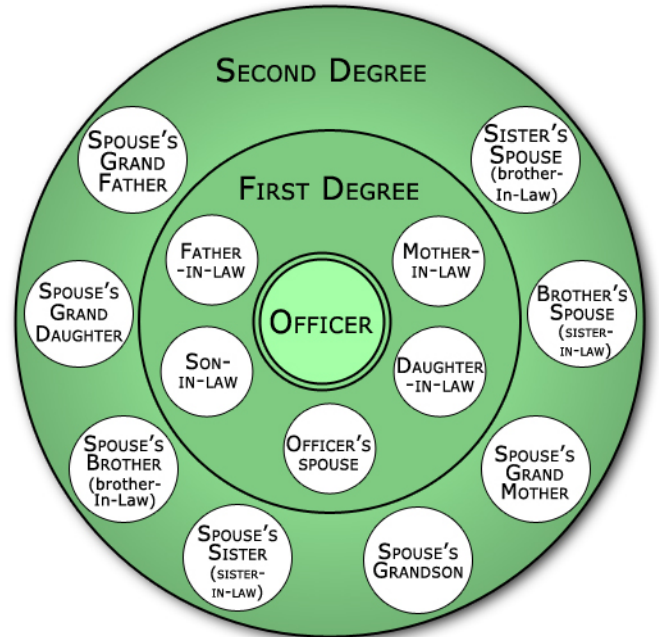 SECOND DEGREE
SPOUSE'S
GRAND
FATHER
SISTER'S
SPOUSE
(brother-
In-Law)
FIRST DEGREE
FATHER
-IN-LAW
MOTHER-
IN-LAW
SPOUSE'S
GRAND
DAUGHTER
OFFICER
BROTHER'S
SPOUSE
(SISTER-
IN-LAW)
SON-
IN-LAW
DAUGHTER
-IN-LAW
OFFICER'S
SPOUSE
SPOUSE'S
BROTHER
(brother-
In-Law)
SPOUSE'S
GRAND
MOTHER
SPOUSE'S
SISTER
(SISTER-
IN-LAW)
SPOUSE'S
GRANDSON